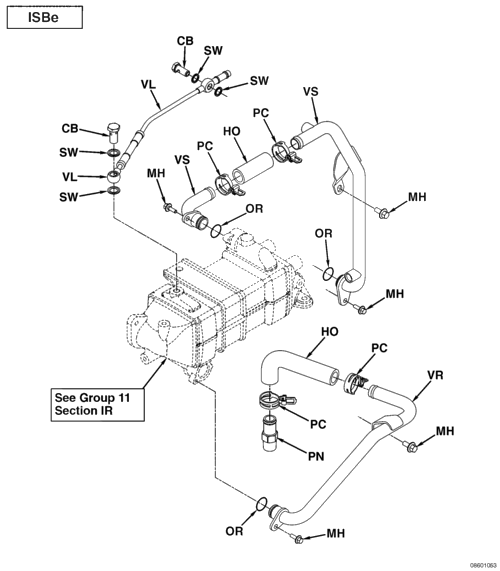 ISBe
CB
SW
SW
VL
VS
PC
HO
CB
PC
SW
VS
VL
MH
SW
OR
MH
OR
MH
HO
PC
VR
See Group 11
Section IR
PC
MH
PN
OR
MH
08601063